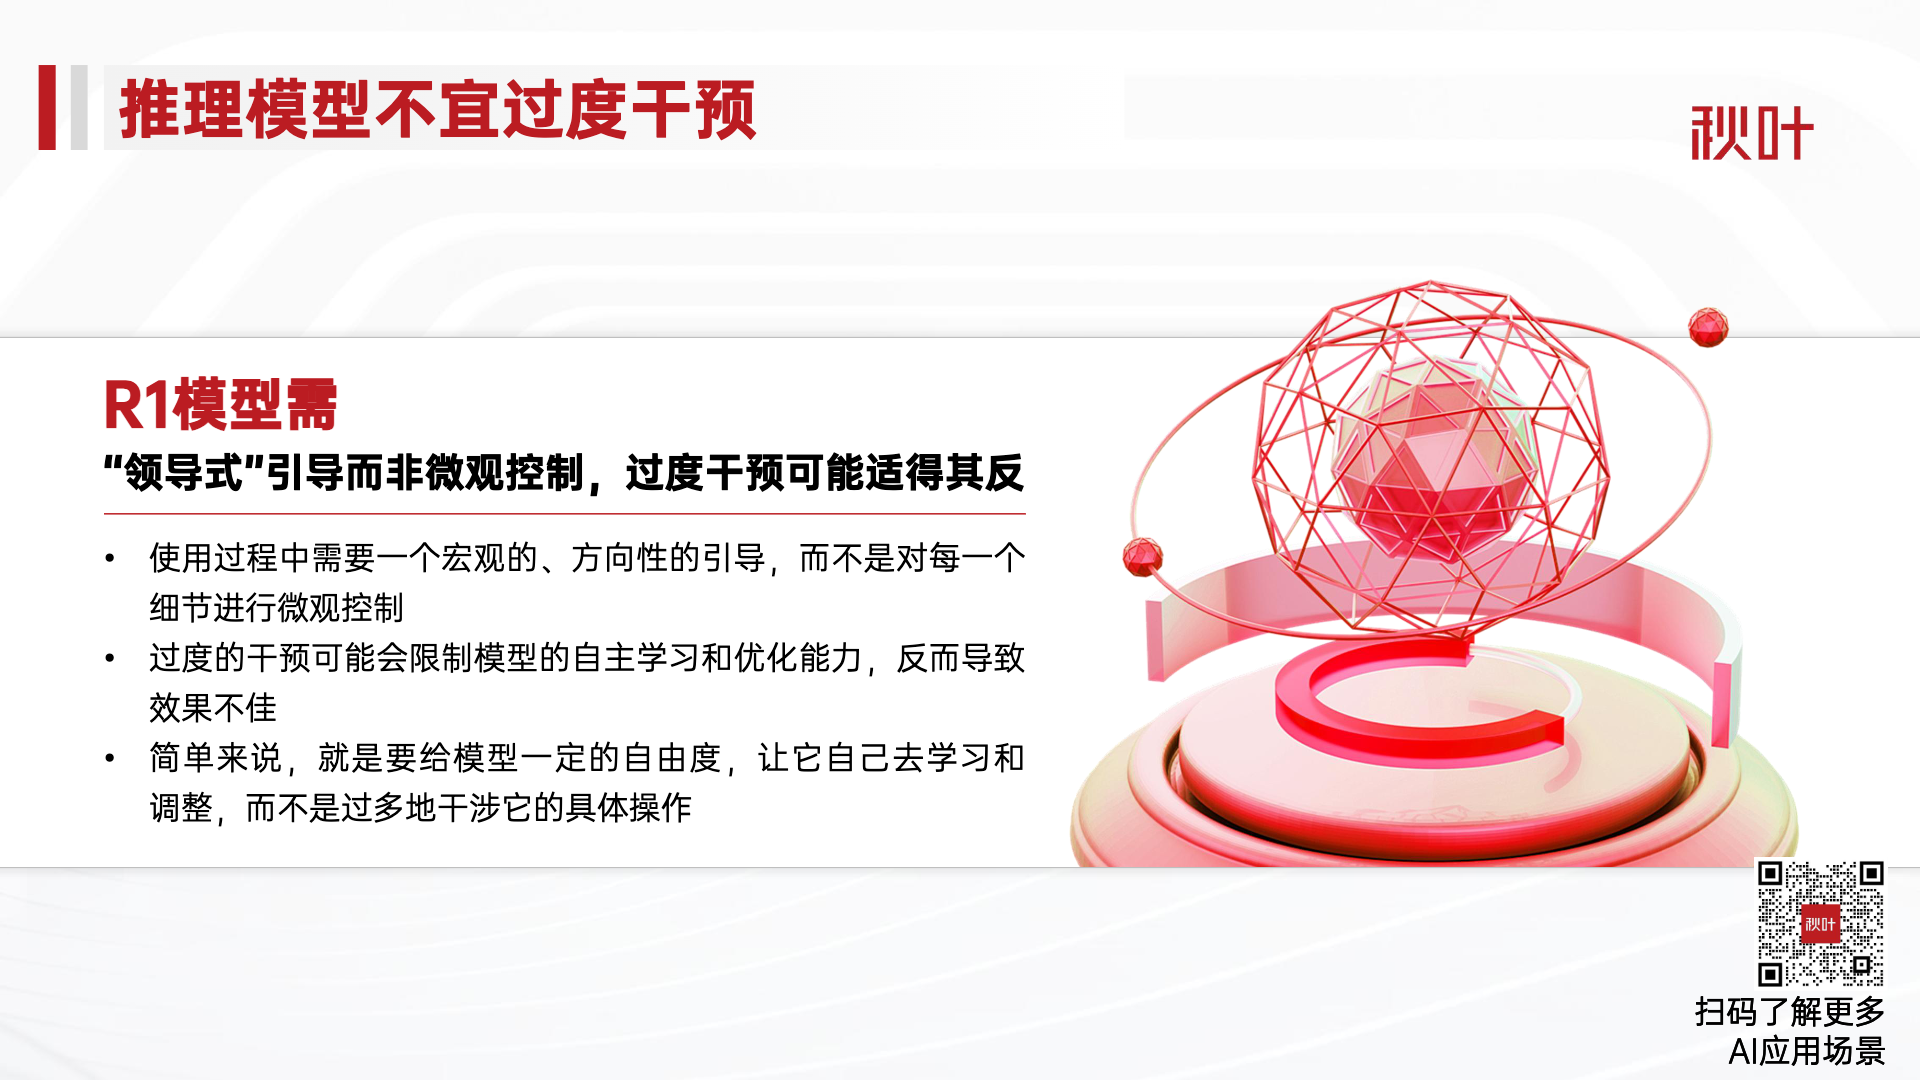 推理模型不宜过度干预
秋叶
R1模型需
“领导式”引导而非微观控制，过度干预可能适得其反
• 使用过程中需要一个宏观的、方向性的引导，而不是对每一个
细节进行微观控制
• 过度的干预可能会限制模型的自主学习和优化能力，反而导致
效果不佳
• 简单来说，就是要给模型一定的自由度，让它自己去学习和
调整，而不是过多地干涉它的具体操作
秋叶
扫码了解更多
AI应用场景